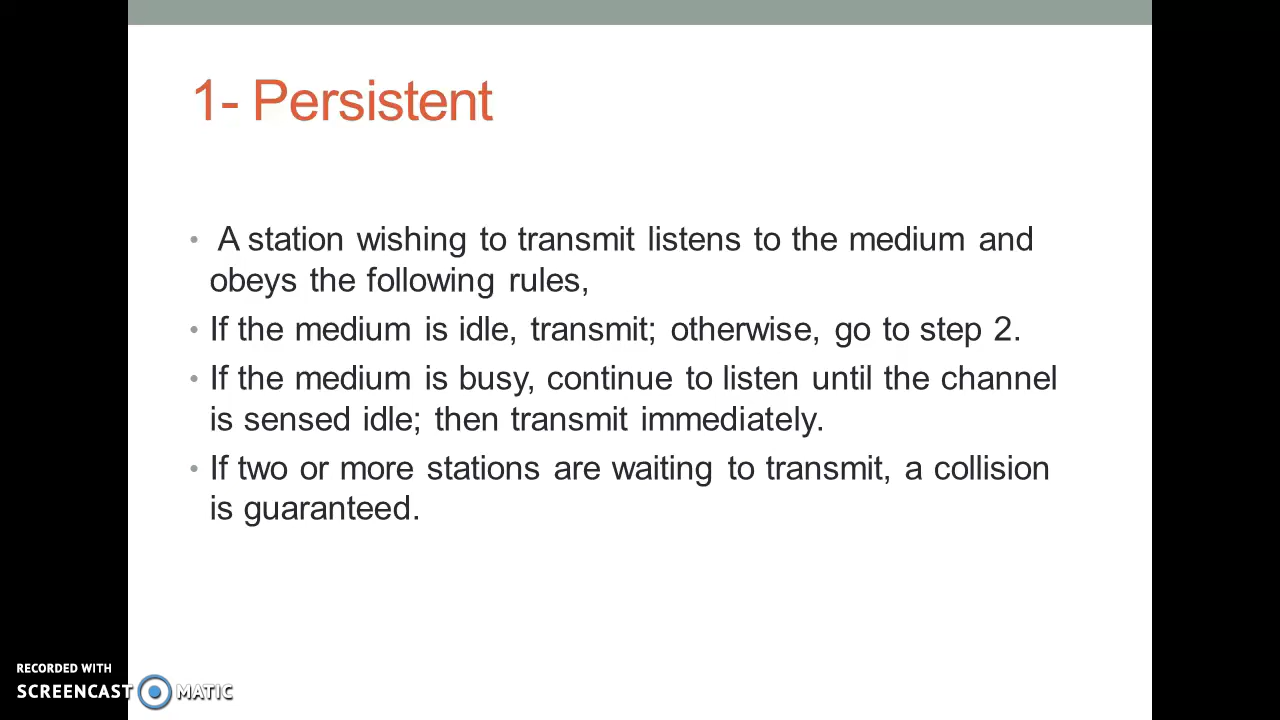 1- Persistent
• A station wishing to transmit listens to the medium and
obeys the following rules,
• If the medium is idle, transmit; otherwise, go to step 2.
• If the medium is busy, continue to listen until the channel
is sensed idle; then transmit immediately.
• If two or more stations are waiting to transmit, a collision
is guaranteed.
RECORDED WITH
SCREENCAST MATIC